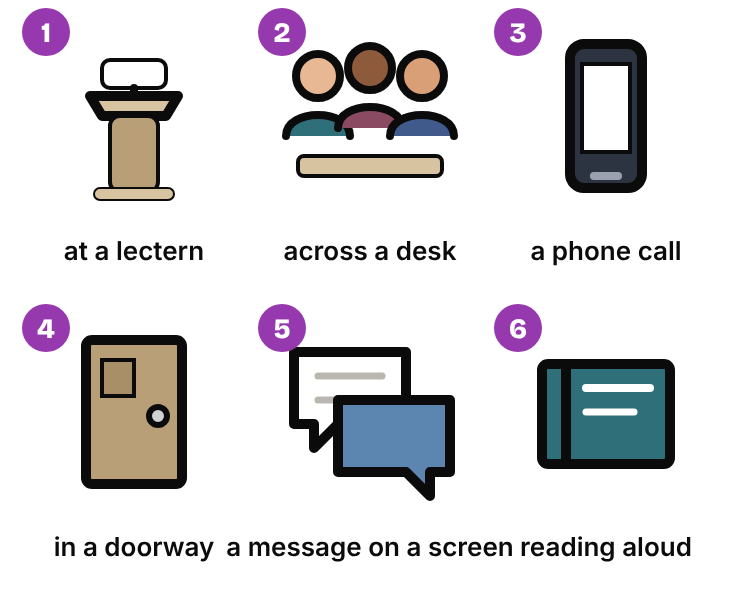 1
2
3
at a lectern
across a desk
a phone call
4
5
6
in a doorway
a message on a screen
reading aloud